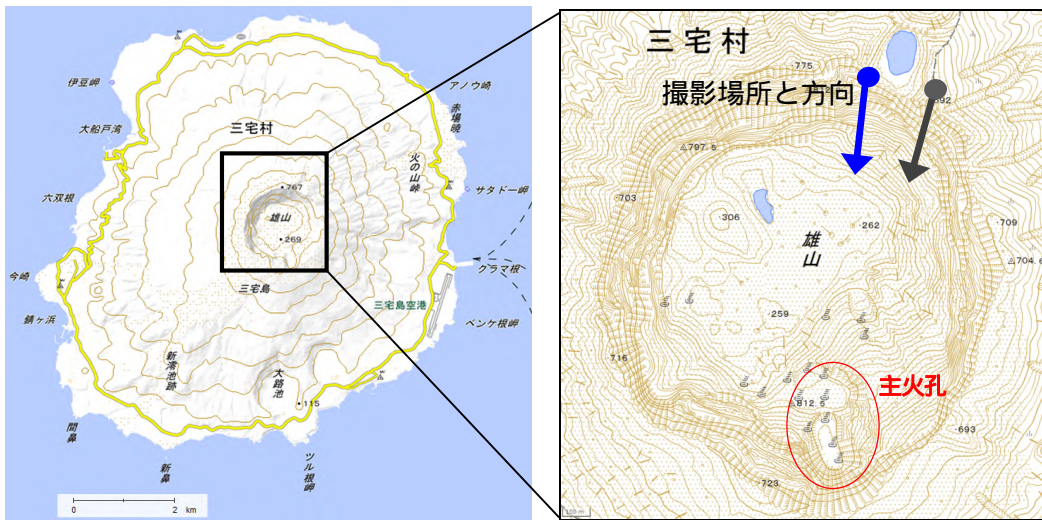 伊豆岬
アノウ崎
赤場暁
大船戸湾
三宅村
火の山峠
サタドー岬
六双根
767
雄山
269
今崎
三宅島
クラマ根
三宅島空港
錆ヶ浜
ベンケ根岬
新澪池跡
大路池
115
間鼻
新鼻
ツル根岬
0 2 km
三宅村
775
撮影場所と方向
692
797.5
703
306
262
709
雄山
704.6
259
716
主火孔
812.5
693
723
100 m